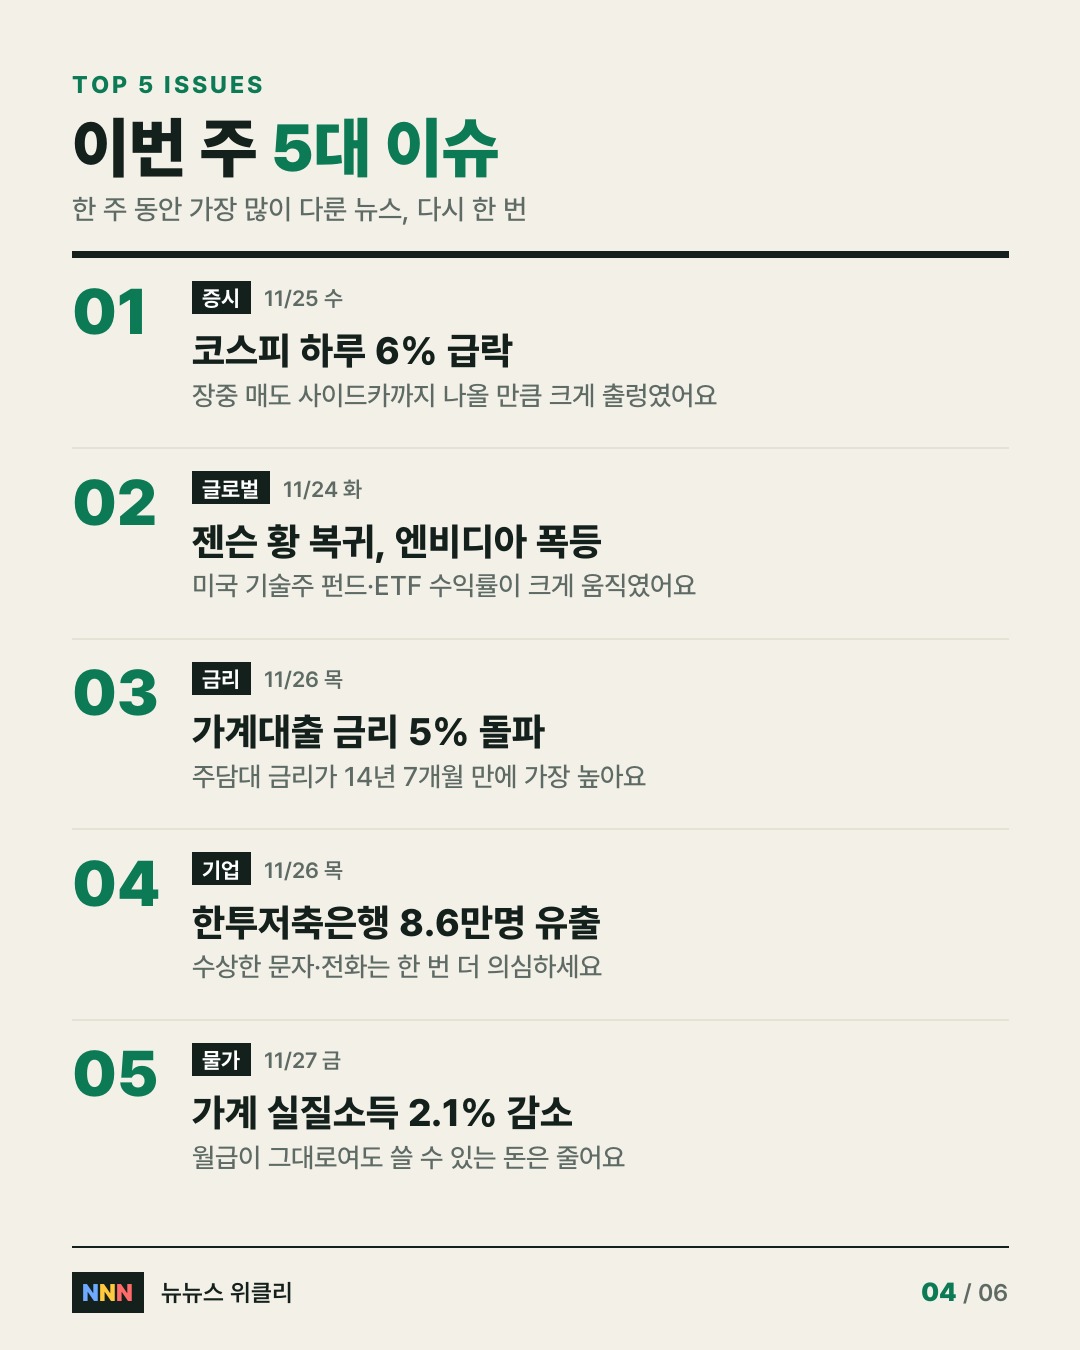 TOP 5 ISSUES
이번 주 5대 이슈
한 주 동안 가장 많이 다룬 뉴스, 다시 한 번
01
증시 11/25 수
코스피 하루 6% 급락
장중 매도 사이드카까지 나올 만큼 크게 출렁였어요
02
글로벌 11/24 화
젠슨 황 복귀, 엔비디아 폭등
미국 기술주 펀드·ETF 수익률이 크게 움직였어요
03
금리 11/26 목
가계대출 금리 5% 돌파
주담대 금리가 14년 7개월 만에 가장 높아요
04
기업 11/26 목
한투저축은행 8.6만명 유출
수상한 문자·전화는 한 번 더 의심하세요
05
물가 11/27 금
가계 실질소득 2.1% 감소
월급이 그대로여도 쓸 수 있는 돈은 줄어요
NNN 뉴뉴스 위클리
04 / 06